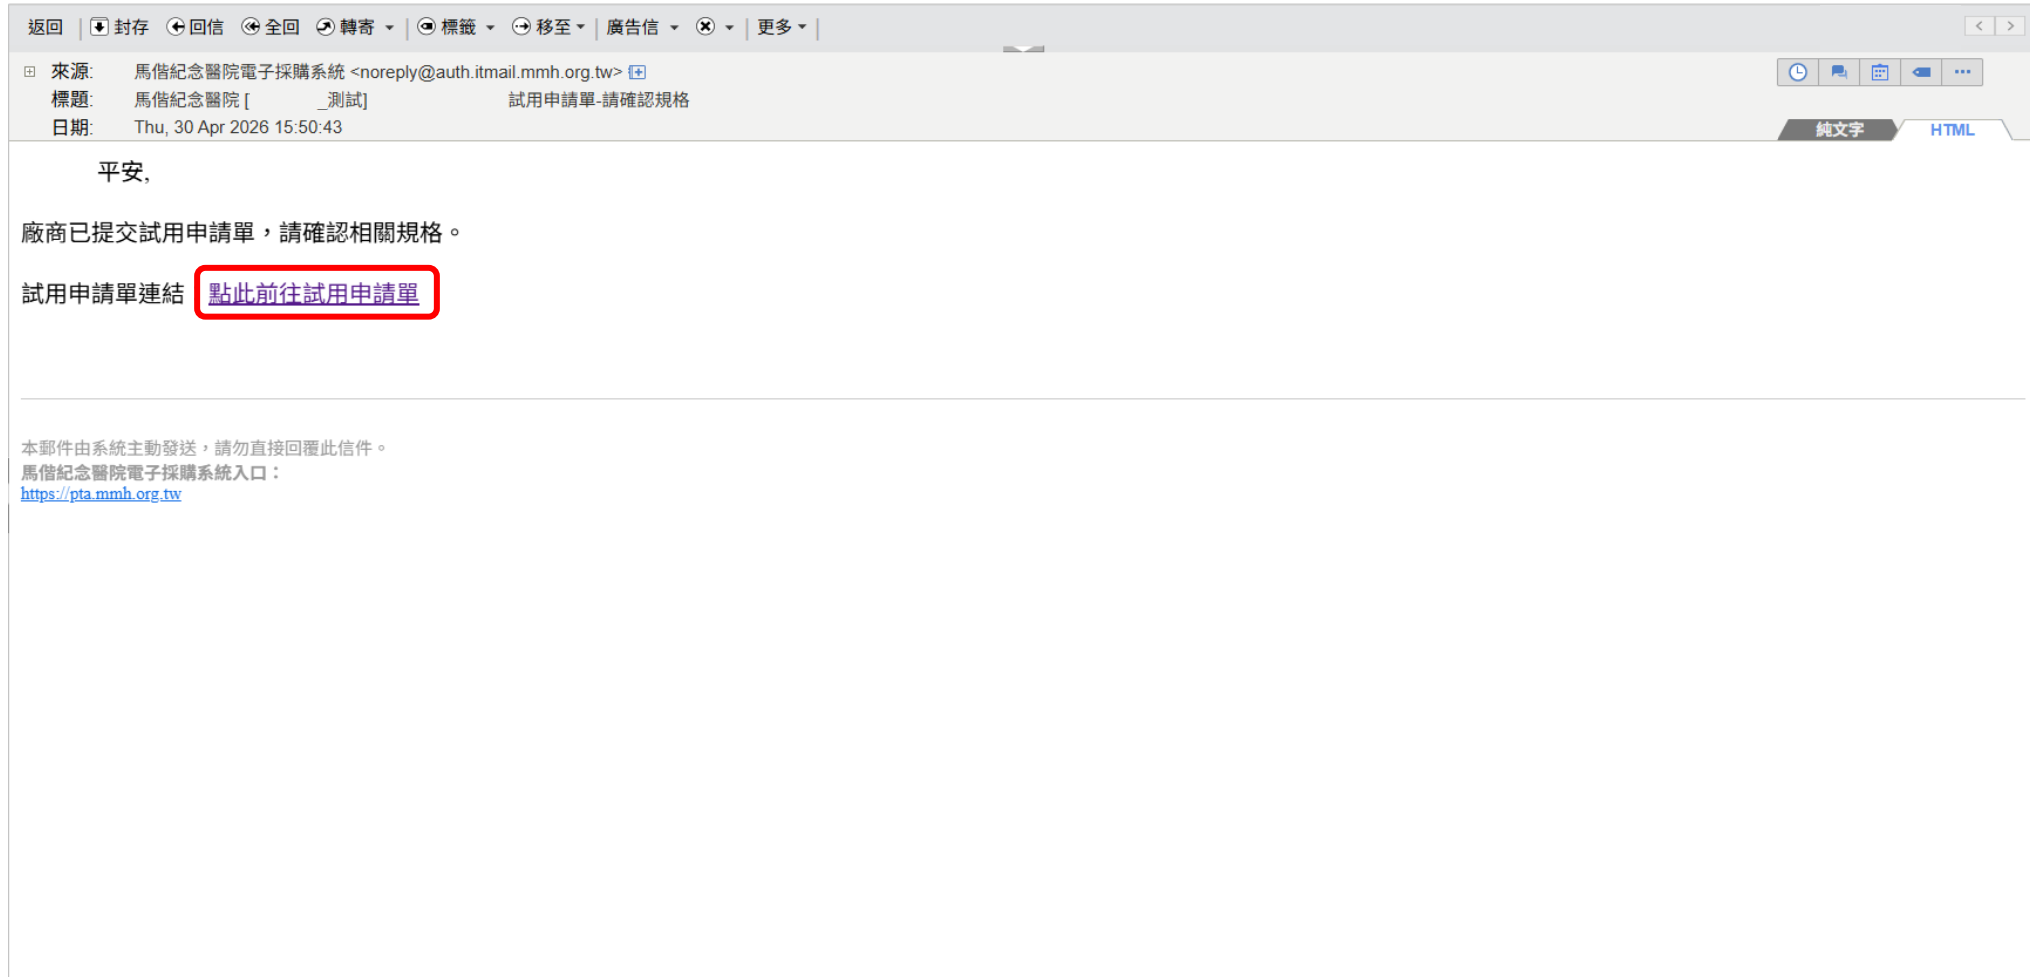 返回 封存 回信 全回 轉寄 標籤 移至 廣告信 更多
來源: 馬偕紀念醫院電子採購系統 <noreply@auth.itmail.mmh.org.tw>
標題: 馬偕紀念醫院 [ _測試] 試用申請單-請確認規格
日期: Thu, 30 Apr 2026 15:50:43
純文字 HTML
平安,
廠商已提交試用申請單，請確認相關規格。
試用申請單連結 點此前往試用申請單
本郵件由系統主動發送，請勿直接回覆此信件。
馬偕紀念醫院電子採購系統入口：
https://pta.mmh.org.tw